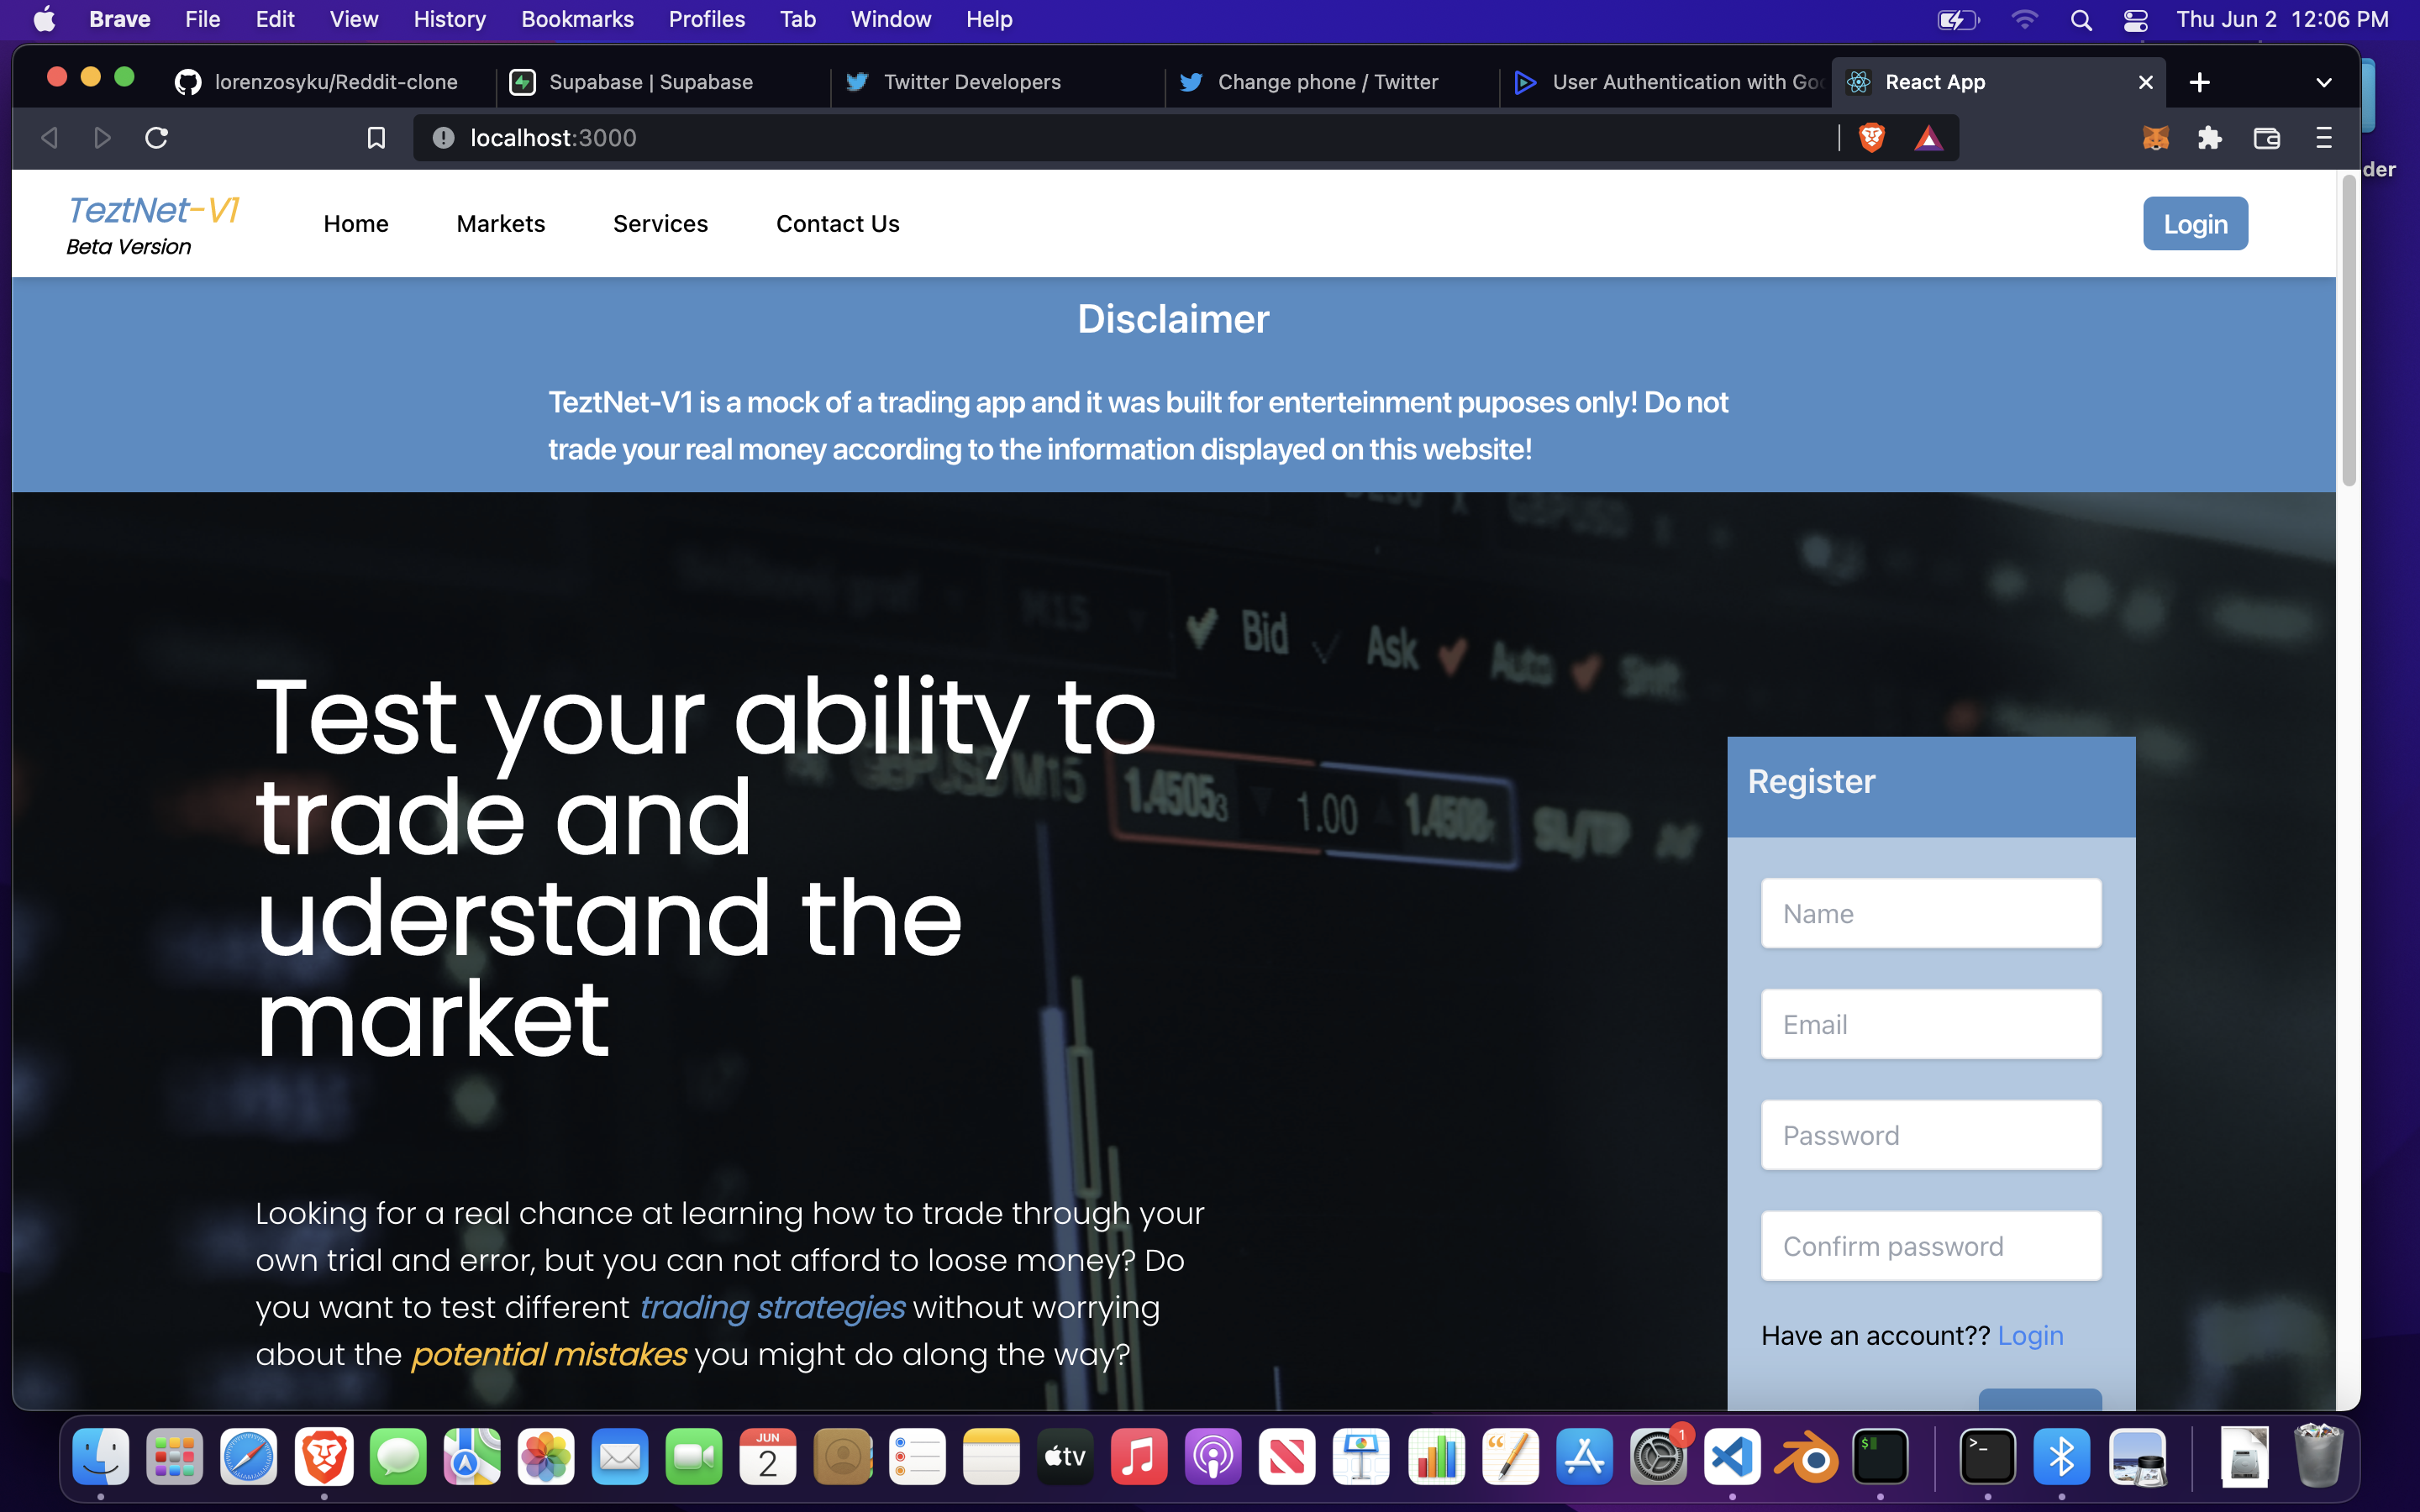 Brave File Edit View History Bookmarks Profiles Tab Window Help Thu Jun 2 12:06 PM
lorenzosyku/Reddit-clone Supabase | Supabase Twitter Developers Change phone / Twitter User Authentication with Goo React App
localhost:3000
der
TeztNet-V1
Beta Version
Home Markets Services Contact Us Login
Disclaimer
TeztNet-V1 is a mock of a trading app and it was built for enterteinment puposes only! Do not
trade your real money according to the information displayed on this website!
GBPUSD
M15
Bid Ask Auto Shift
Test your ability to
trade and
uderstand the
market
GBPUSD M15 1.45053 1.00 1.4508 SL/TP
Register
Name
Email
Password
Confirm password
Have an account?? Login
Looking for a real chance at learning how to trade through your
own trial and error, but you can not afford to loose money? Do
you want to test different trading strategies without worrying
about the potential mistakes you might do along the way?
JUN
2
tv
1